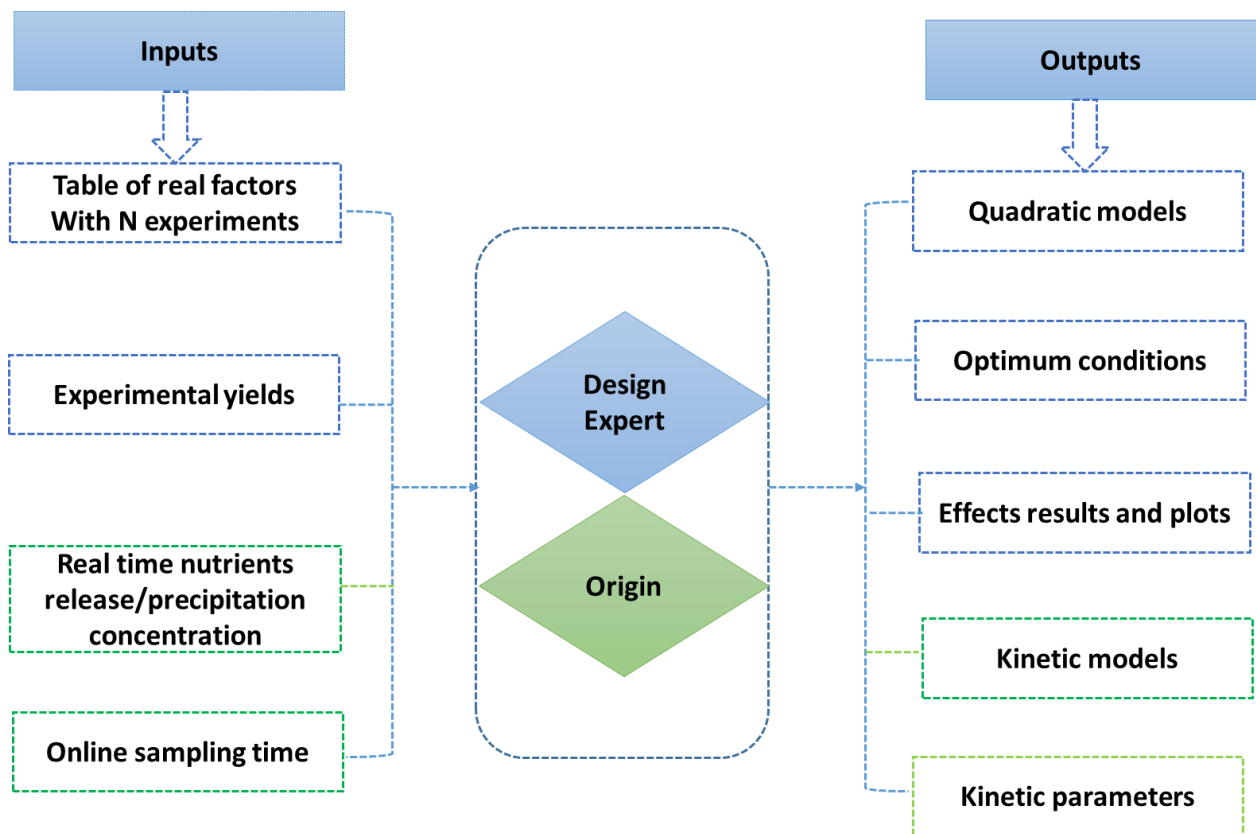 Inputs
Table of real factors
With N experiments
Experimental yields
Real time nutrients
release/precipitation
concentration
Online sampling time
Design
Expert
Origin
Outputs
Quadratic models
Optimum conditions
Effects results and plots
Kinetic models
Kinetic parameters